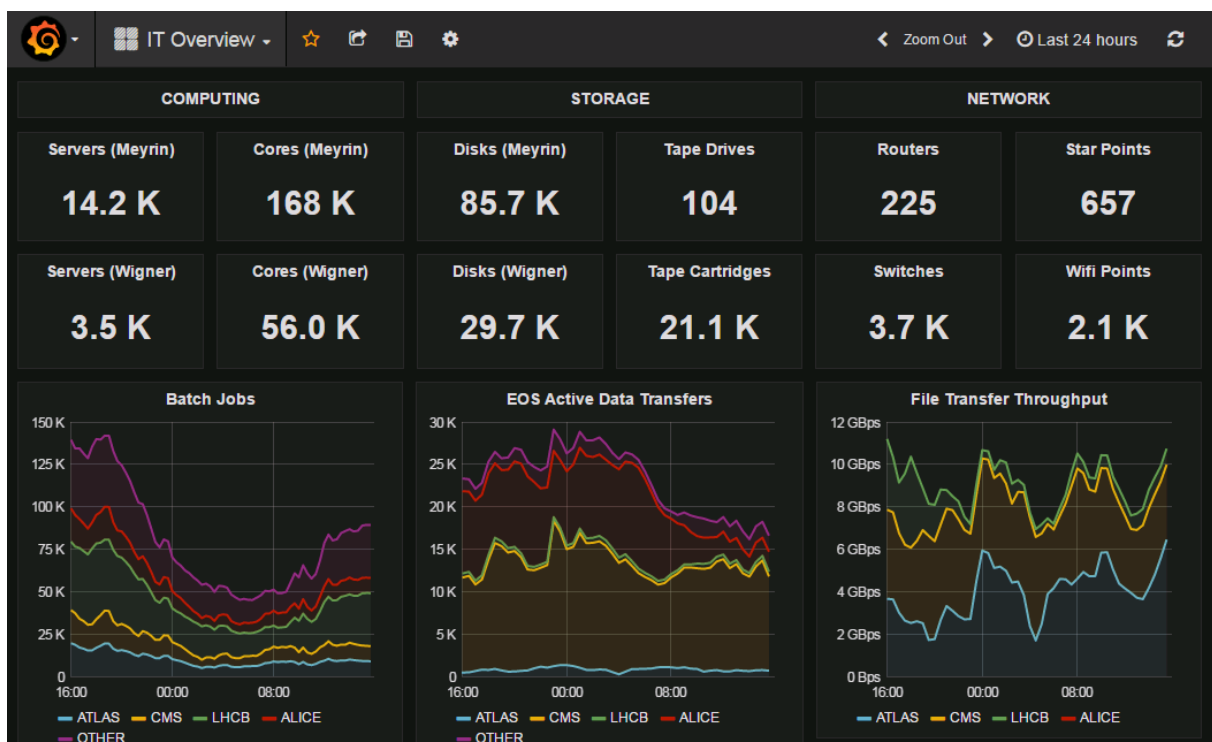 IT Overview
Zoom Out
Last 24 hours
COMPUTING
STORAGE
NETWORK
Servers (Meyrin)
14.2 K
Cores (Meyrin)
168 K
Disks (Meyrin)
85.7 K
Tape Drives
104
Routers
225
Star Points
657
Servers (Wigner)
3.5 K
Cores (Wigner)
56.0 K
Disks (Wigner)
29.7 K
Tape Cartridges
21.1 K
Switches
3.7 K
Wifi Points
2.1 K
Batch Jobs
150 K
125 K
100 K
75 K
50 K
25 K
0
16:00 00:00 08:00
ATLAS CMS LHCB ALICE
OTHER
EOS Active Data Transfers
30 K
25 K
20 K
15 K
10 K
5 K
0
16:00 00:00 08:00
ATLAS CMS LHCB ALICE
OTHER
File Transfer Throughput
12 GBps
10 GBps
8 GBps
6 GBps
4 GBps
2 GBps
0 Bps
16:00 00:00 08:00
ATLAS CMS LHCB ALICE